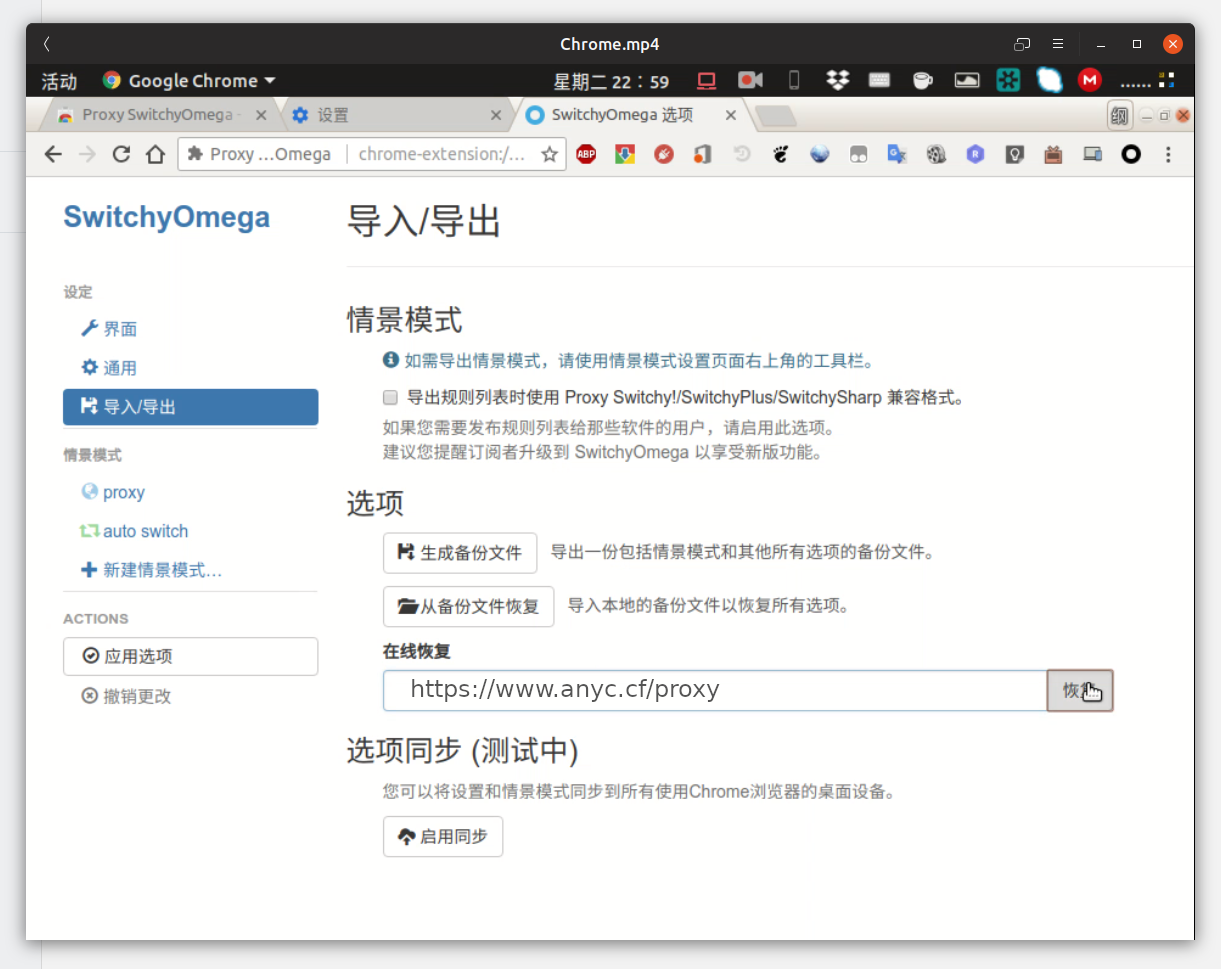 Chrome.mp4
活动 Google Chrome 星期二 22：59
Proxy SwitchyOmega - 设置 SwitchyOmega 选项
Proxy ...Omega chrome-extension:/...
SwitchyOmega
导入/导出
设定
界面
通用
导入/导出
情景模式
proxy
auto switch
新建情景模式…
ACTIONS
应用选项
撤销更改
情景模式
如需导出情景模式，请使用情景模式设置页面右上角的工具栏。
导出规则列表时使用 Proxy Switchy!/SwitchyPlus/SwitchySharp 兼容格式。
如果您需要发布规则列表给那些软件的用户，请启用此选项。
建议您提醒订阅者升级到 SwitchyOmega 以享受新版功能。
选项
生成备份文件 导出一份包括情景模式和其他所有选项的备份文件。
从备份文件恢复 导入本地的备份文件以恢复所有选项。
在线恢复
https://www.anyc.cf/proxy 恢复
选项同步 (测试中)
您可以将设置和情景模式同步到所有使用Chrome浏览器的桌面设备。
启用同步